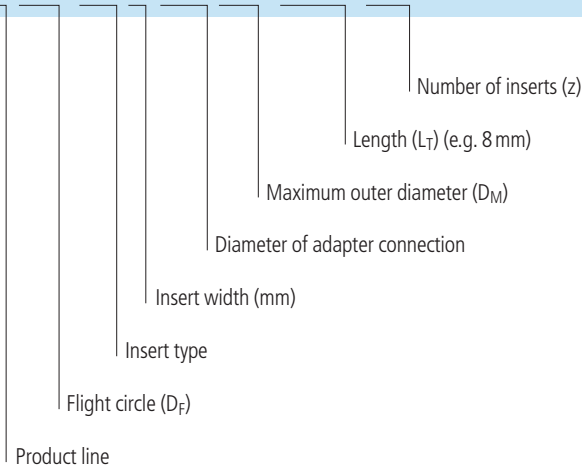 Number of inserts (z)
Length (LT) (e.g. 8 mm)
Maximum outer diameter (DM)
Diameter of adapter connection
Insert width (mm)
Insert type
Flight circle (DF)
Product line